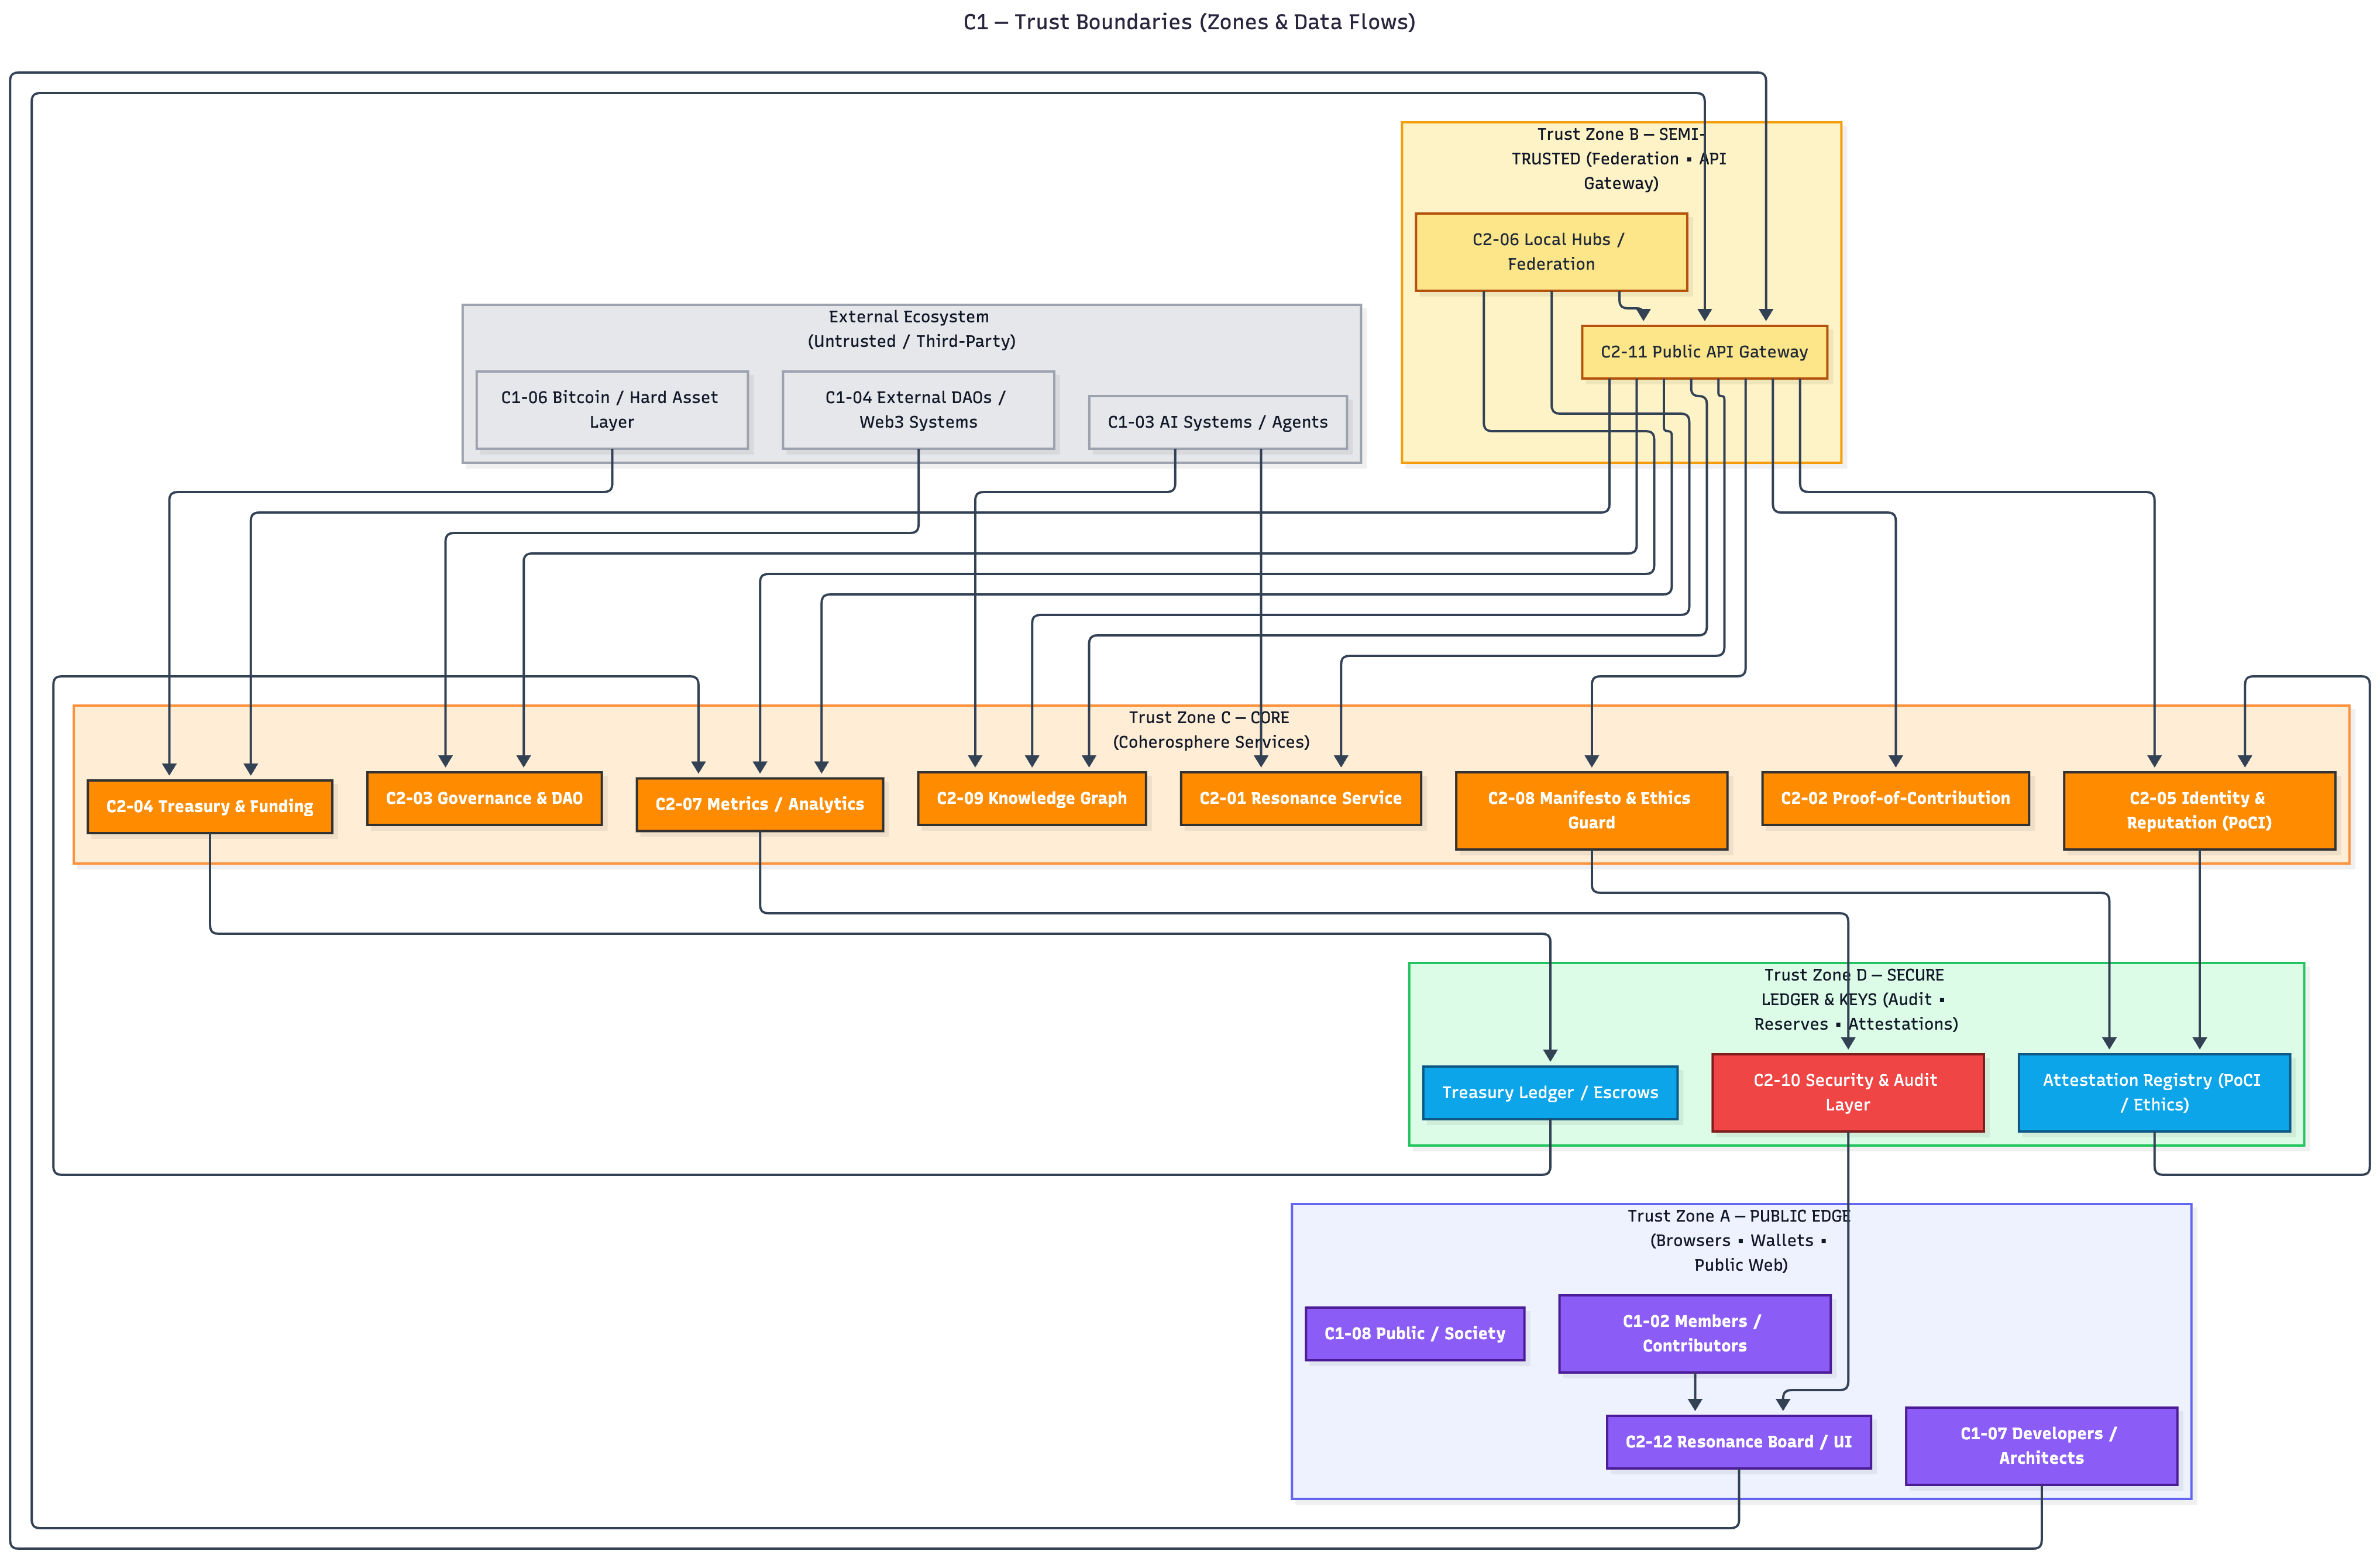 C1 – Trust Boundaries (Zones & Data Flows)
Trust Zone B – SEMI-
TRUSTED (Federation ▪ API
Gateway)
C2-06 Local Hubs /
Federation
C2-11 Public API Gateway
External Ecosystem
(Untrusted / Third-Party)
C1-06 Bitcoin / Hard Asset
Layer
C1-04 External DAOs /
Web3 Systems
C1-03 AI Systems / Agents
Trust Zone C – CORE
(Coherosphere Services)
C2-04 Treasury & Funding
C2-03 Governance & DAO
C2-07 Metrics / Analytics
C2-09 Knowledge Graph
C2-01 Resonance Service
C2-08 Manifesto & Ethics
Guard
C2-02 Proof-of-Contribution
C2-05 Identity &
Reputation (PoCI)
Trust Zone D – SECURE
LEDGER & KEYS (Audit ▪
Reserves ▪ Attestations)
Treasury Ledger / Escrows
C2-10 Security & Audit
Layer
Attestation Registry (PoCI
/ Ethics)
Trust Zone A – PUBLIC EDGE
(Browsers ▪ Wallets ▪
Public Web)
C1-08 Public / Society
C1-02 Members /
Contributors
C2-12 Resonance Board / UI
C1-07 Developers /
Architects